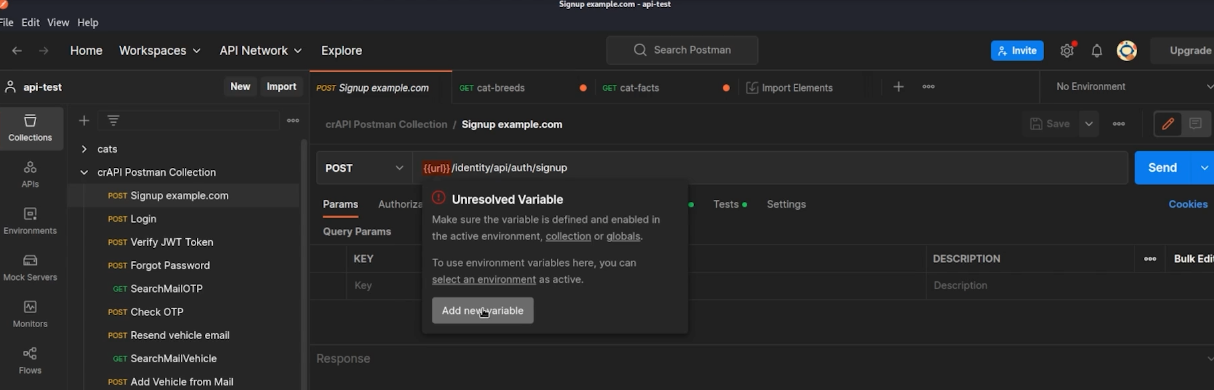 Signup example.com - api-test
File Edit View Help
Home Workspaces API Network Explore Search Postman Invite Upgrade
api-test New Import POST Signup example.com GET cat-breeds GET cat-facts Import Elements No Environment
Collections crAPI Postman Collection / Signup example.com Save
cats
crAPI Postman Collection POST {{url}}/identity/api/auth/signup Send
APIs POST Signup example.com
Unresolved Variable
POST Login Params Tests Settings Cookies
Environments Make sure the variable is defined and enabled in
the active environment, collection or globals.
Query Params
POST Verify JWT Token
KEY DESCRIPTION Bulk Edit
Mock Servers POST Forgot Password To use environment variables here, you can
select an environment as active.
GET SearchMailOTP Key Description
Monitors POST Check OTP Add new variable
POST Resend vehicle email
Flows GET SearchMailVehicle Response
POST Add Vehicle from Mail